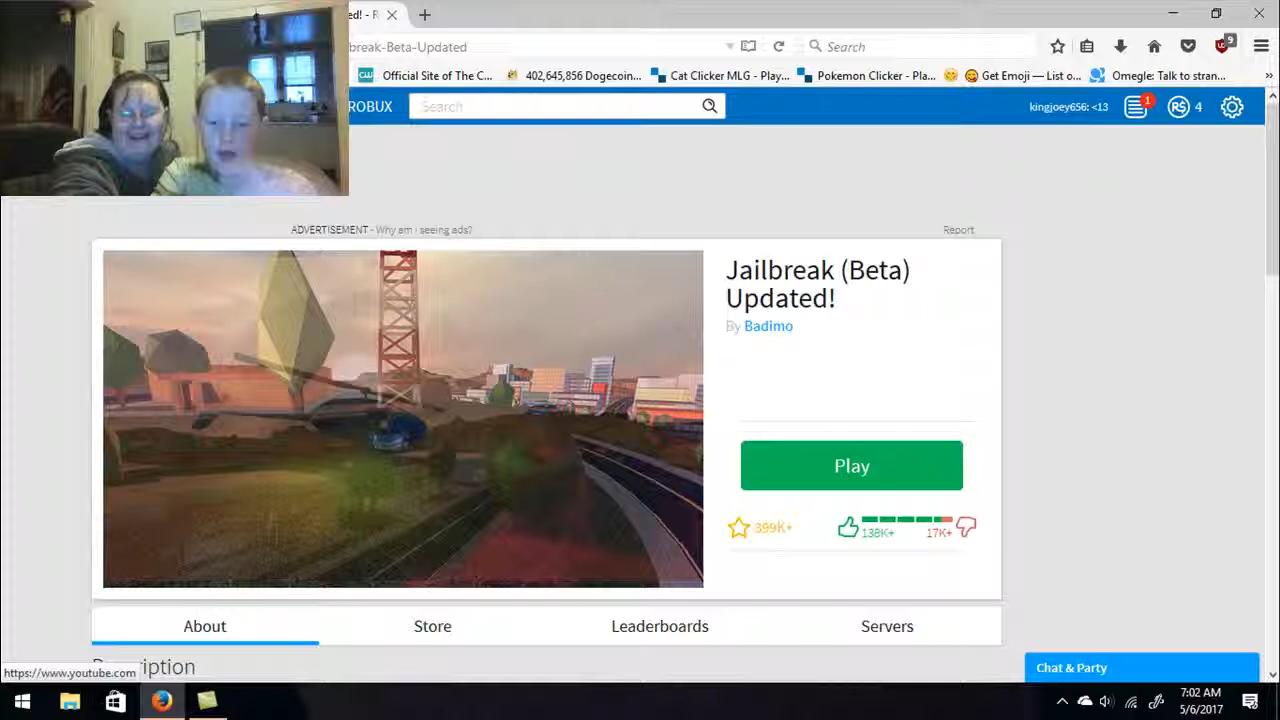 d! - R
break-Beta-Updated
Search
9
Official Site of The C...
402,645,856 Dogecoin...
Cat Clicker MLG - Play...
Pokemon Clicker - Pla...
Get Emoji — List o...
Omegle: Talk to stran...
ROBUX
Search
kingjoey656: <13
1
R$ 4
ADVERTISEMENT - Why am i seeing ads?
Report
Jailbreak (Beta)
Updated!
By Badimo
Play
399K+
138K+
17K+
About
Store
Leaderboards
Servers
Description
https://www.youtube.com
Chat & Party
7:02 AM
5/6/2017